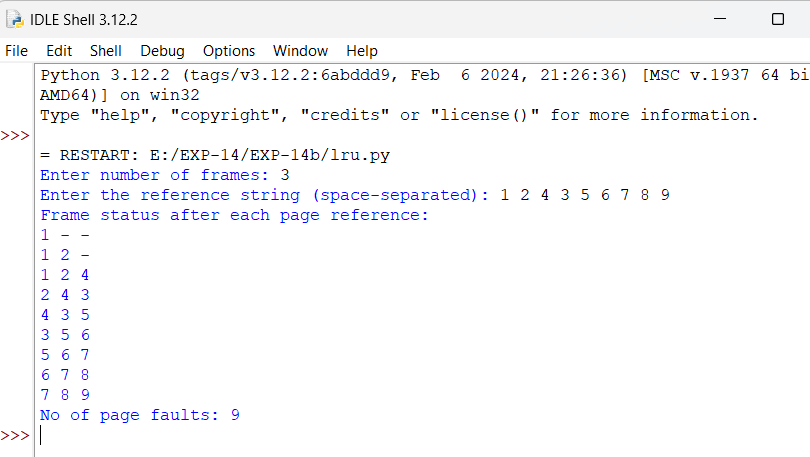 IDLE Shell 3.12.2
File Edit Shell Debug Options Window Help
Python 3.12.2 (tags/v3.12.2:6abddd9, Feb  6 2024, 21:26:36) [MSC v.1937 64 bi
AMD64)] on win32
Type "help", "copyright", "credits" or "license()" for more information.
>>>
= RESTART: E:/EXP-14/EXP-14b/lru.py
Enter number of frames: 3
Enter the reference string (space-separated): 1 2 4 3 5 6 7 8 9
Frame status after each page reference:
1 - -
1 2 -
1 2 4
2 4 3
4 3 5
3 5 6
5 6 7
6 7 8
7 8 9
No of page faults: 9
>>>